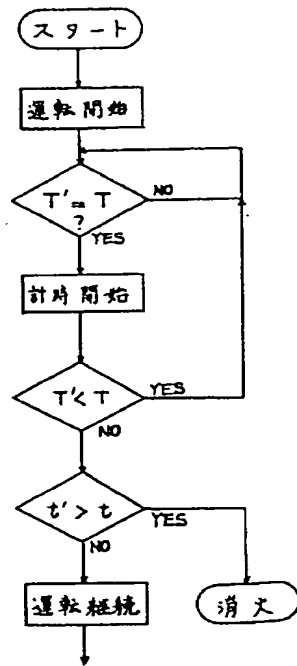 スタート
運転開始
T'=T
?
NO
YES
計時開始
T'<T
YES
NO
t'>t
YES
NO
運転継続
消火